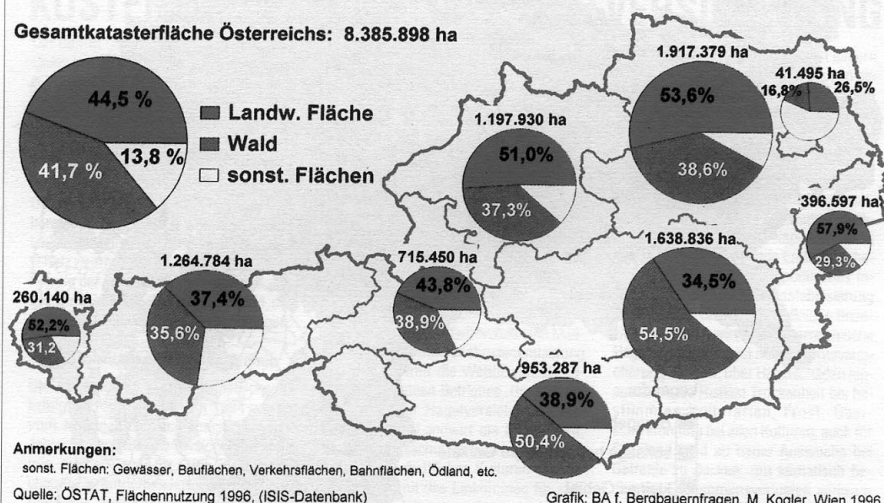 Gesamtkatasterfläche Österreichs: 8.385.898 ha
44,5 %
41,7 %
13,8 %
Landw. Fläche
Wald
sonst. Flächen
1.917.379 ha
53,6%
38,6%
41.495 ha
16,8%
26,5%
1.197.930 ha
51,0%
37,3%
396.597 ha
57,9%
29,3%
1.638.836 ha
34,5%
54,5%
715.450 ha
43,8%
38,9%
1.264.784 ha
37,4%
35,6%
260.140 ha
52,2%
31,2
953.287 ha
38,9%
50,4%
Anmerkungen:
sonst. Flächen: Gewässer, Bauflächen, Verkehrsflächen, Bahnflächen, Ödland, etc.
Quelle: ÖSTAT, Flächennutzung 1996, (ISIS-Datenbank)
Grafik: BA f. Bergbauernfragen, M. Kogler, Wien 1996